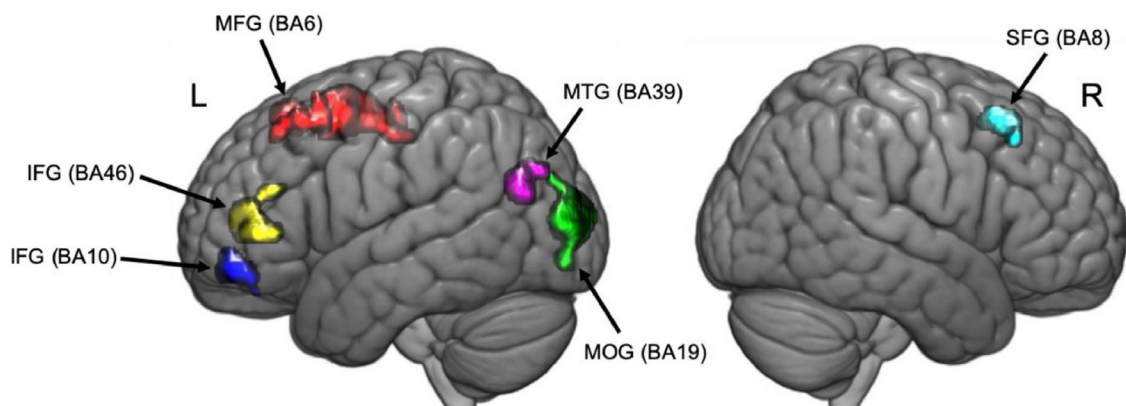 MFG (BA6)
SFG (BA8)
L
MTG (BA39)
R
IFG (BA46)
IFG (BA10)
MOG (BA19)